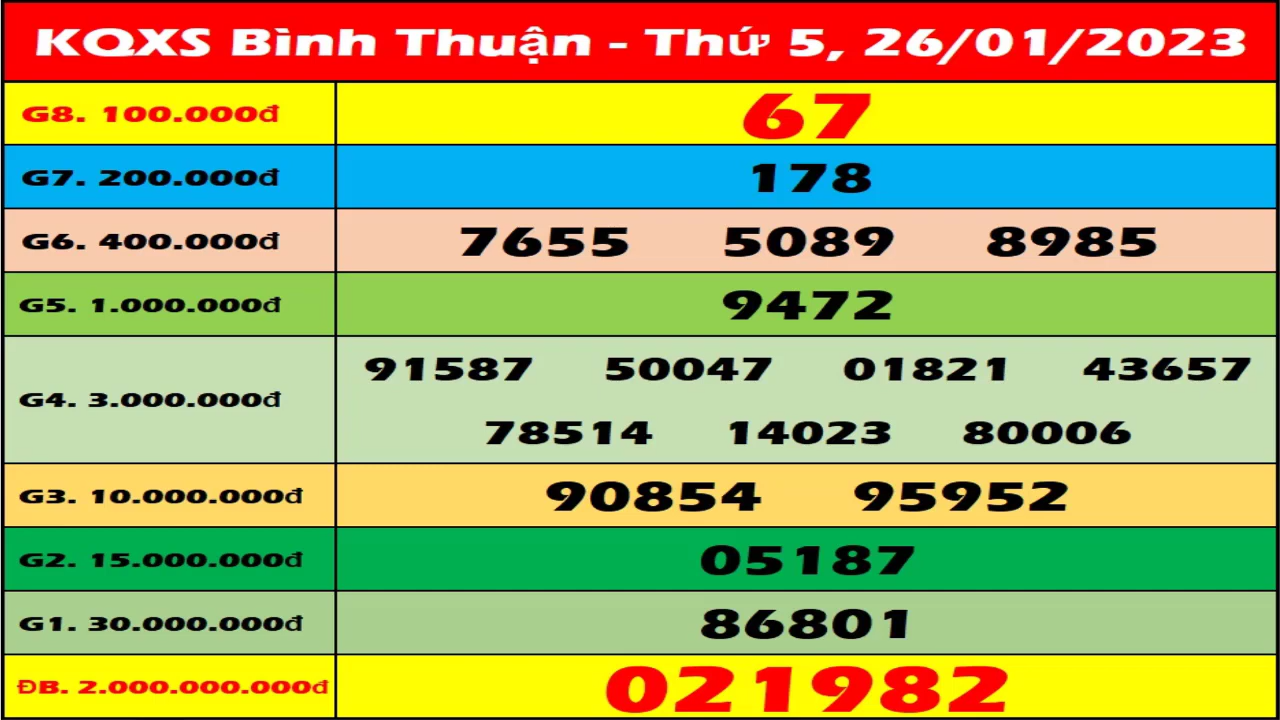 KQXS Bình Thuận - Thứ 5, 26/01/2023
G8. 100.000đ 67
G7. 200.000đ 178
G6. 400.000đ 7655 5089 8985
G5. 1.000.000đ 9472
G4. 3.000.000đ 91587 50047 01821 43657
78514 14023 80006
G3. 10.000.000đ 90854 95952
G2. 15.000.000đ 05187
G1. 30.000.000đ 86801
ĐB. 2.000.000.000đ 021982